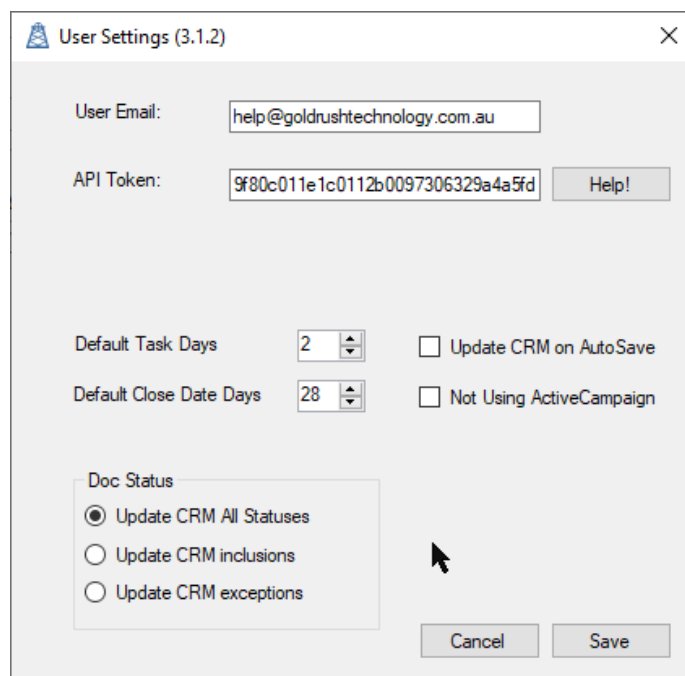 User Settings (3.1.2)
User Email: help@goldrushtechnology.com.au
API Token: 9f80c011e1c0112b0097306329a4a5fd Help!
Default Task Days 2 Update CRM on AutoSave
Default Close Date Days 28 Not Using ActiveCampaign
Doc Status
Update CRM All Statuses
Update CRM inclusions
Update CRM exceptions
Cancel Save